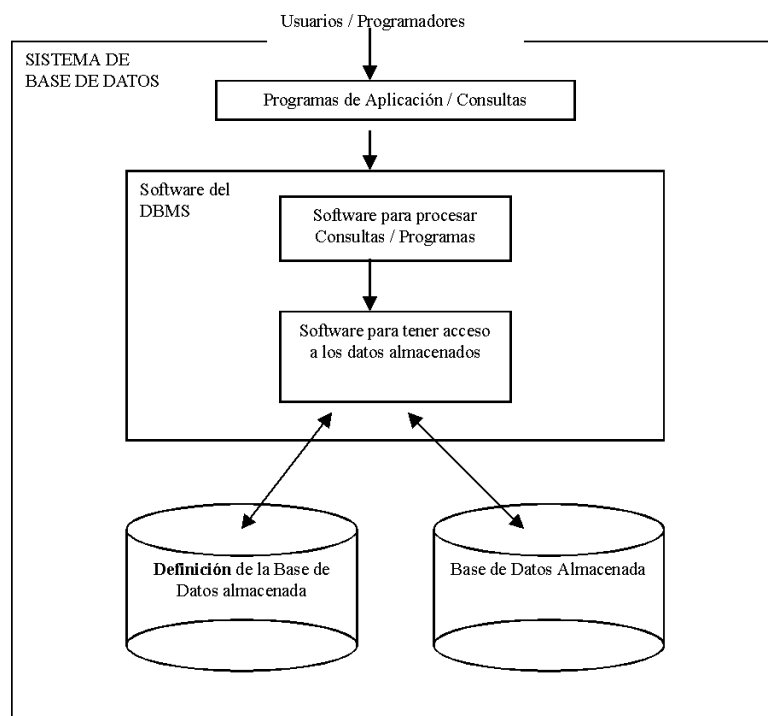 Usuarios / Programadores
SISTEMA DE
BASE DE DATOS
Programas de Aplicación / Consultas
Software del
DBMS
Software para procesar
Consultas / Programas
Software para tener acceso
a los datos almacenados
Definición de la Base de
Datos almacenada
Base de Datos Almacenada